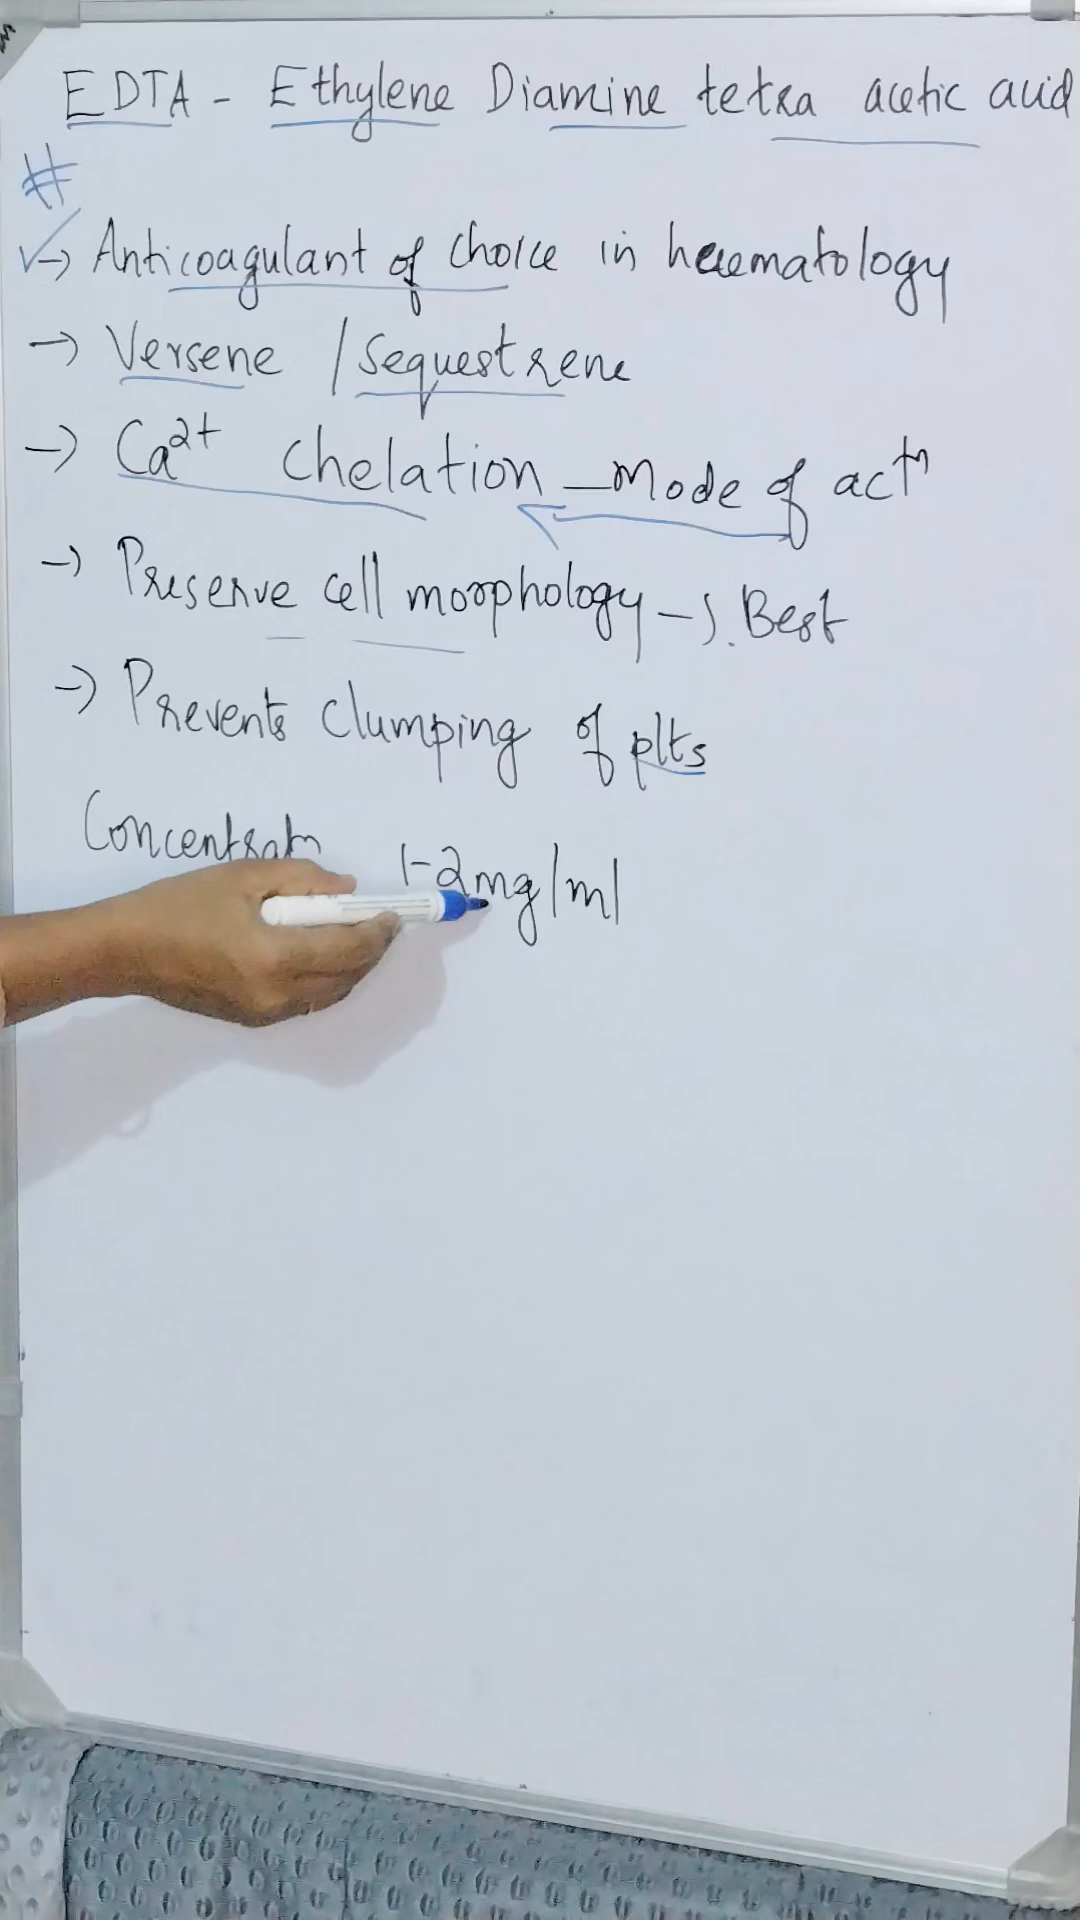 EDTA - Ethylene Diamine tetra acetic acid
#
✓→ Anticoagulant of choice in haematology
→ Versene / Sequestrene
→ Ca²⁺ chelation - Mode of actⁿ
→ Preserve cell morphology - S. Best
→ Prevents clumping of plts
1-2mg/ml